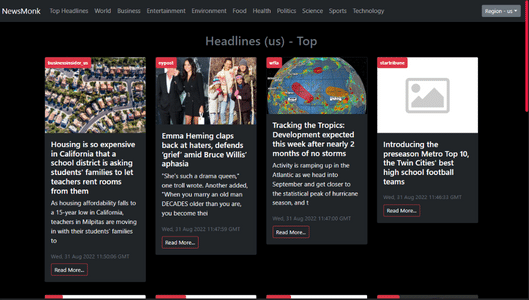 NewsMonk Top Headlines World Business Entertainment Environment Food Health Politics Science Sports Technology Region - us
Headlines (us) - Top
businessinsider_us
Housing is so expensive
in California that a
school district is asking
students' families to let
teachers rent rooms
from them
As housing affordability falls to
a 15-year low in California,
teachers in Milpitas are moving
in with their students' families
to
Wed, 31 Aug 2022 11:50:06 GMT
Read More...
nypost
Emma Heming claps
back at haters, defends
'grief' amid Bruce Willis'
aphasia
"She's such a drama queen,"
one troll wrote. Another added,
"When you marry an old man
DECADES older than you are,
you become thei
Wed, 31 Aug 2022 11:47:59 GMT
Read More...
wfla
Tracking the Tropics:
Development expected
this week after nearly 2
months of no storms
Activity is ramping up in the
Atlantic as we head into
September and get closer to
the statistical peak of hurricane
season, and t
Wed, 31 Aug 2022 11:47:00 GMT
Read More...
startribune
Introducing the
preseason Metro Top 10,
the Twin Cities' best
high school football
teams
Wed, 31 Aug 2022 11:46:53 GMT
Read More...